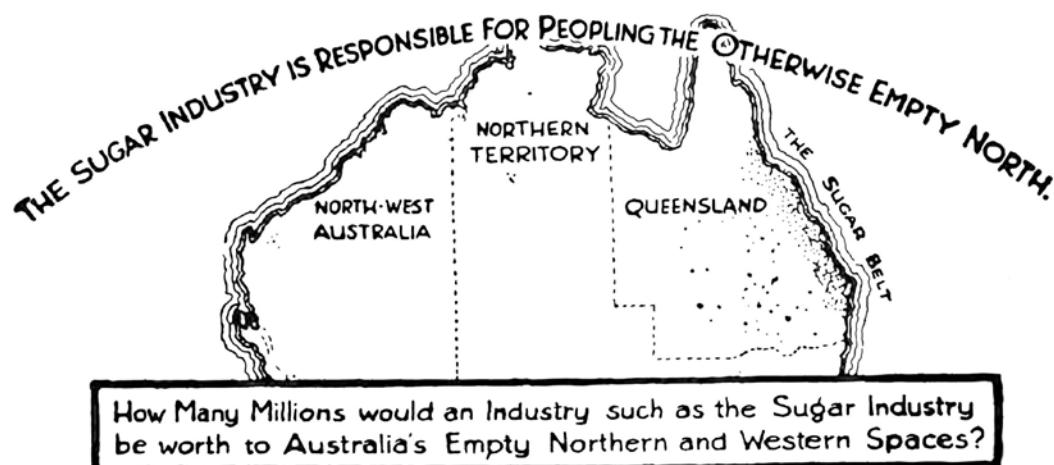 THE SUGAR INDUSTRY IS RESPONSIBLE FOR PEOPLING THE OTHERWISE EMPTY NORTH.
NORTHERN
TERRITORY
NORTH-WEST
AUSTRALIA
QUEENSLAND
THE SUGAR BELT
How Many Millions would an Industry such as the Sugar Industry
be worth to Australia's Empty Northern and Western Spaces?